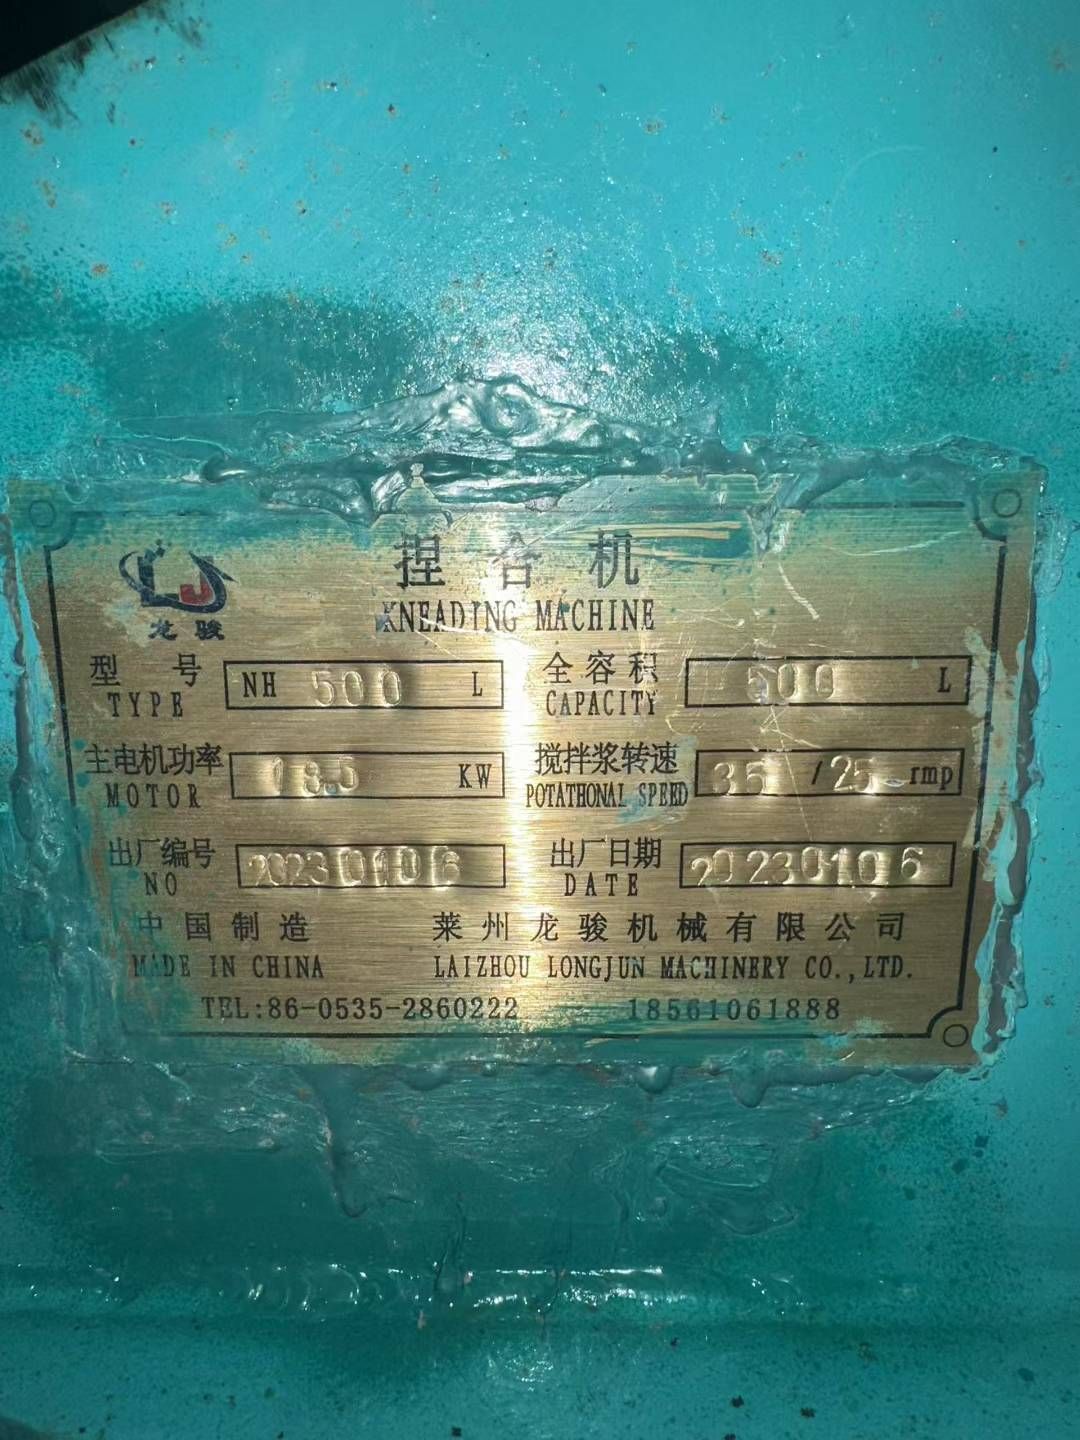 龙骏
捏合机
KNEADING MACHINE
型号 NH 500 L 全容积 500 L
TYPE CAPACITY
主电机功率 18.5 KW 搅拌浆转速 35 /25 rmp
MOTOR POTATHONAL SPEED
出厂编号 20230106 出厂日期 20230106
NO DATE
中国制造 莱州龙骏机械有限公司
MADE IN CHINA LAIZHOU LONGJUN MACHINERY CO.,LTD.
TEL:86-0535-2860222 18561061888